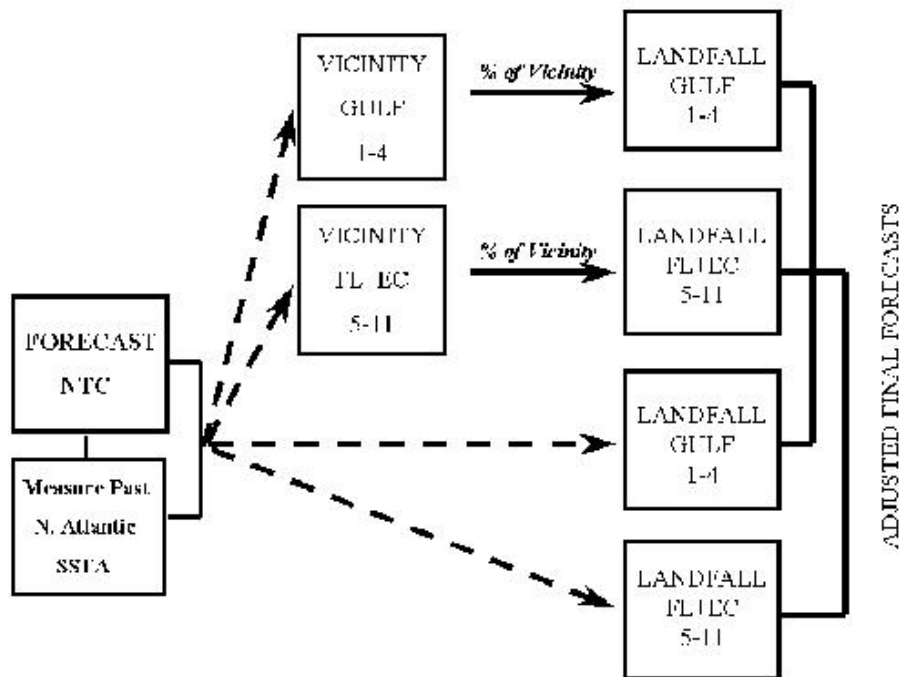 VICINITY
GULF
1-4
% of Vicinity
LANDFALL
GULF
1-4
VICINITY
FL+EC
5-11
% of Vicinity
LANDFALL
FL+EC
5-11
FORECAST
NTC
Measure Past
N. Atlantic
SSTA
LANDFALL
GULF
1-4
LANDFALL
FL+EC
5-11
ADJUSTED FINAL FORECASTS